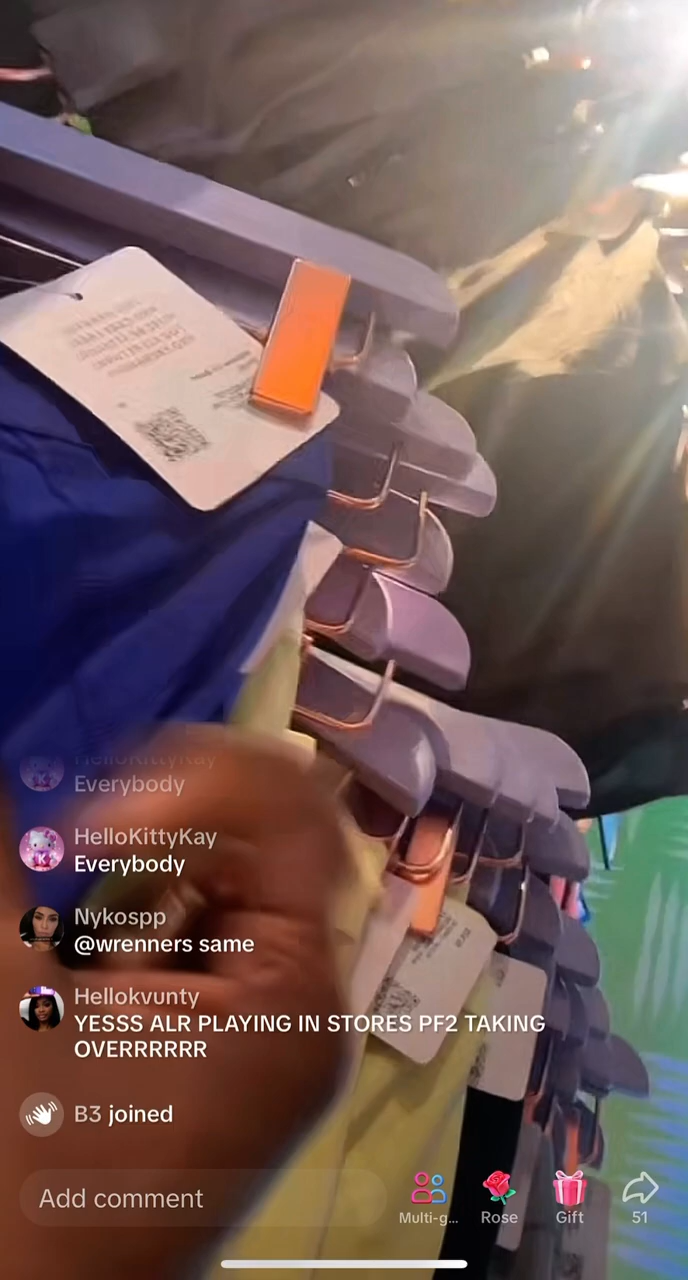 HelloKittyKay
Everybody
HelloKittyKay
Everybody
Nykospp
@wrenners same
Hellokvunty
YESSS ALR PLAYING IN STORES PF2 TAKING
OVERRRRRR
B3 joined
Add comment
Multi-g...
Rose
Gift
51